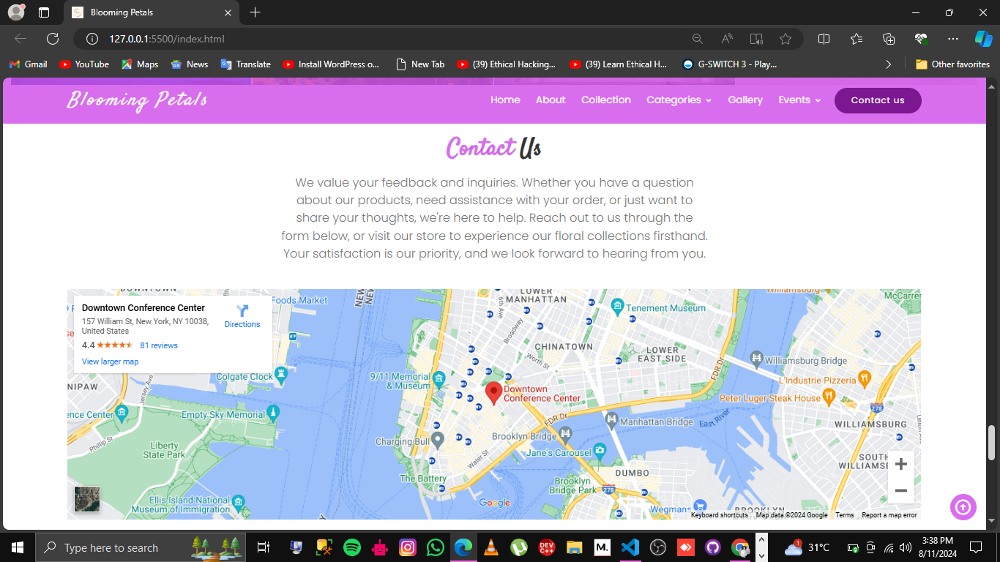 Blooming Petals
127.0.0.1:5500/index.html
Gmail YouTube Maps News Translate Install WordPress o... New Tab (39) Ethical Hacking... (39) Learn Ethical H... G-SWITCH 3 - Play... Other favorites
Blooming Petals Home About Collection Categories Gallery Events Contact us
Contact Us
We value your feedback and inquiries. Whether you have a question
about our products, need assistance with your order, or just want to
share your thoughts, we're here to help. Reach out to us through the
form below, or visit our store to experience our floral collections firsthand.
Your satisfaction is our priority, and we look forward to hearing from you.
Downtown Conference Center
157 William St, New York, NY 10038,
United States
Directions
4.4 81 reviews
View larger map
Foods Market
LOWER
MANHATTAN
6th Ave
Broadway
Tenement Museum
Williamsburg
McCarren
CHINATOWN
Worth St
LOWER
EAST SIDE
FDR Dr
Williamsburg Bridge
Colgate Clock
9/11 Memorial
& Museum
Downtown
Conference Center
L'Industrie Pizzeria
Peter Luger Steak House
278
Jersey Ave
Empty Sky Memorial
FDR Dr
Manhattan Bridge
East River
WILLIAMSBURG
Phillip St
Liberty
State Park
Charging Bull
Brooklyn Bridge
Water St
Jane's Carousel
SOUTH
The Battery
DUMBO
Brooklyn
Bridge Park
278
Ellis Island National
Museum of Immigration
Google
Wegmans
BROOKLYN
Keyboard shortcuts Map data ©2024 Google Terms Report a map error
Type here to search
DEV
C++
M.
1
31°C
3:38 PM
8/11/2024